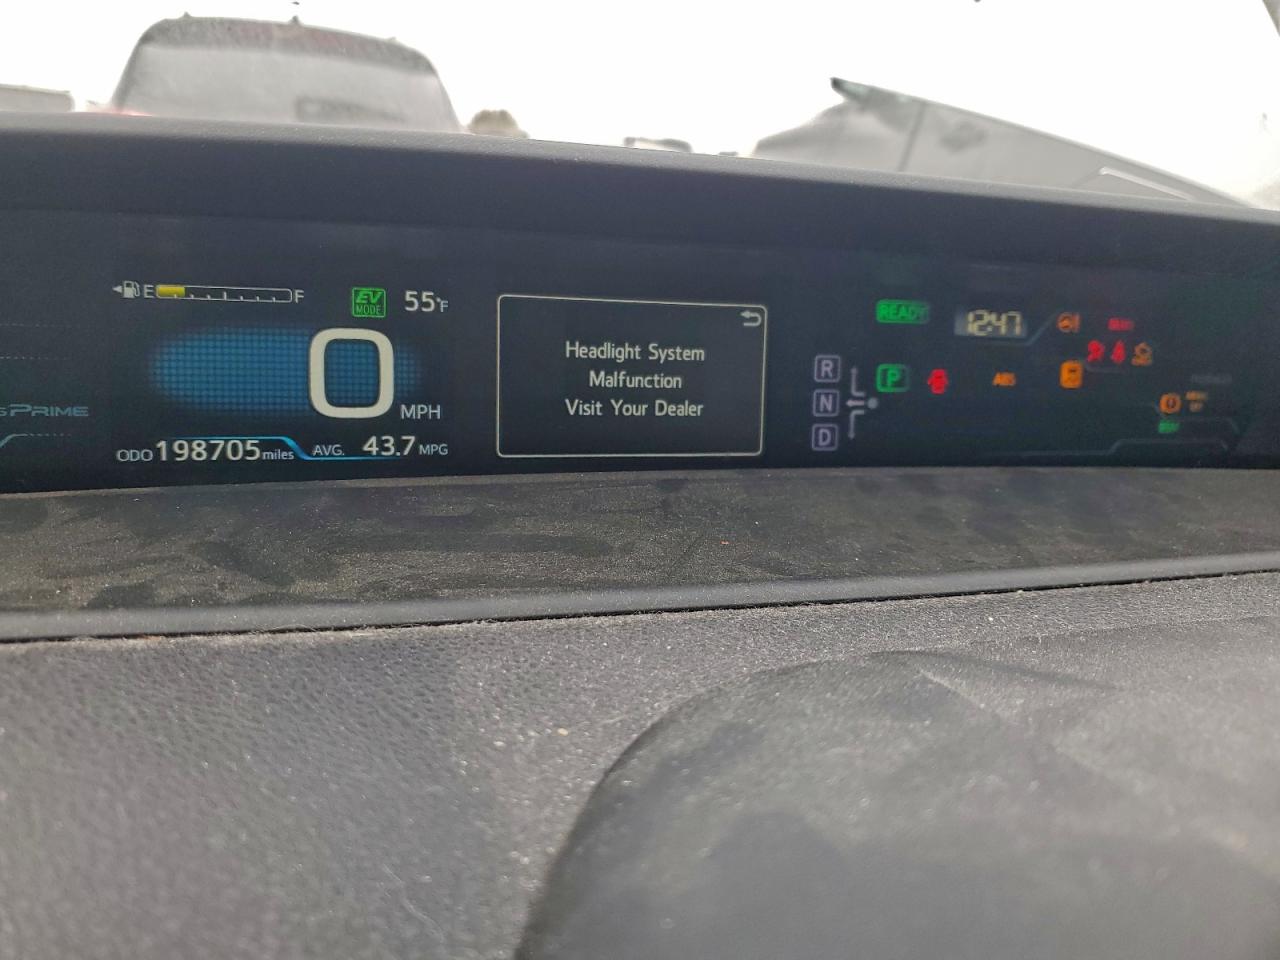 E F
EV
MODE
55°F
0
MPH
PRIME
ODO 198705 miles
AVG. 43.7 MPG
Headlight System
Malfunction
Visit Your Dealer
READY
12:47
R
P
N
D
ABS